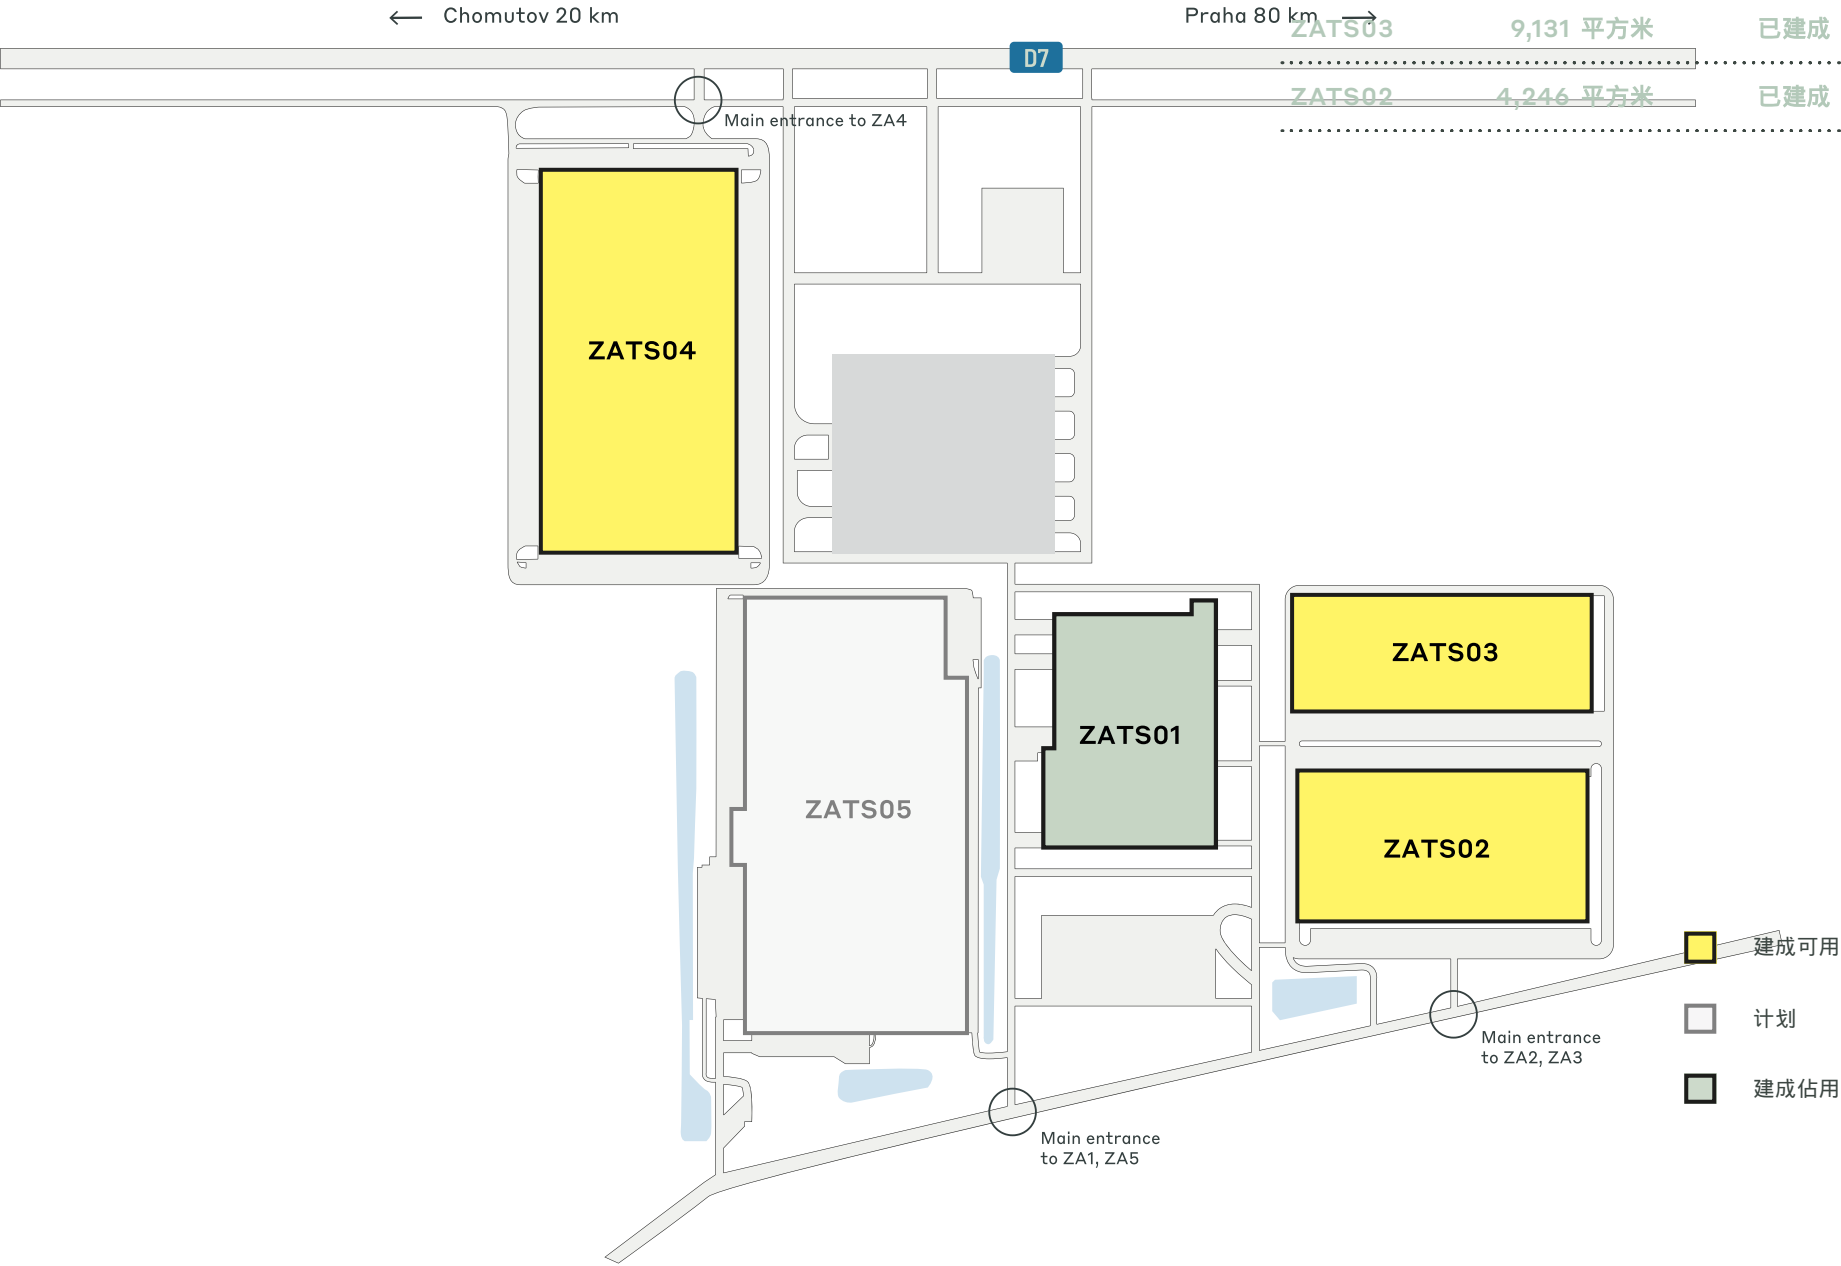 Chomutov 20 km
Praha 80 km
ZATS03 9,131 平方米 已建成
D7
ZATS02 4,246 平方米 已建成
Main entrance to ZA4
ZATS04
ZATS03
ZATS01
ZATS05
ZATS02
建成可用
计划
Main entrance
to ZA2, ZA3
建成佔用
Main entrance
to ZA1, ZA5